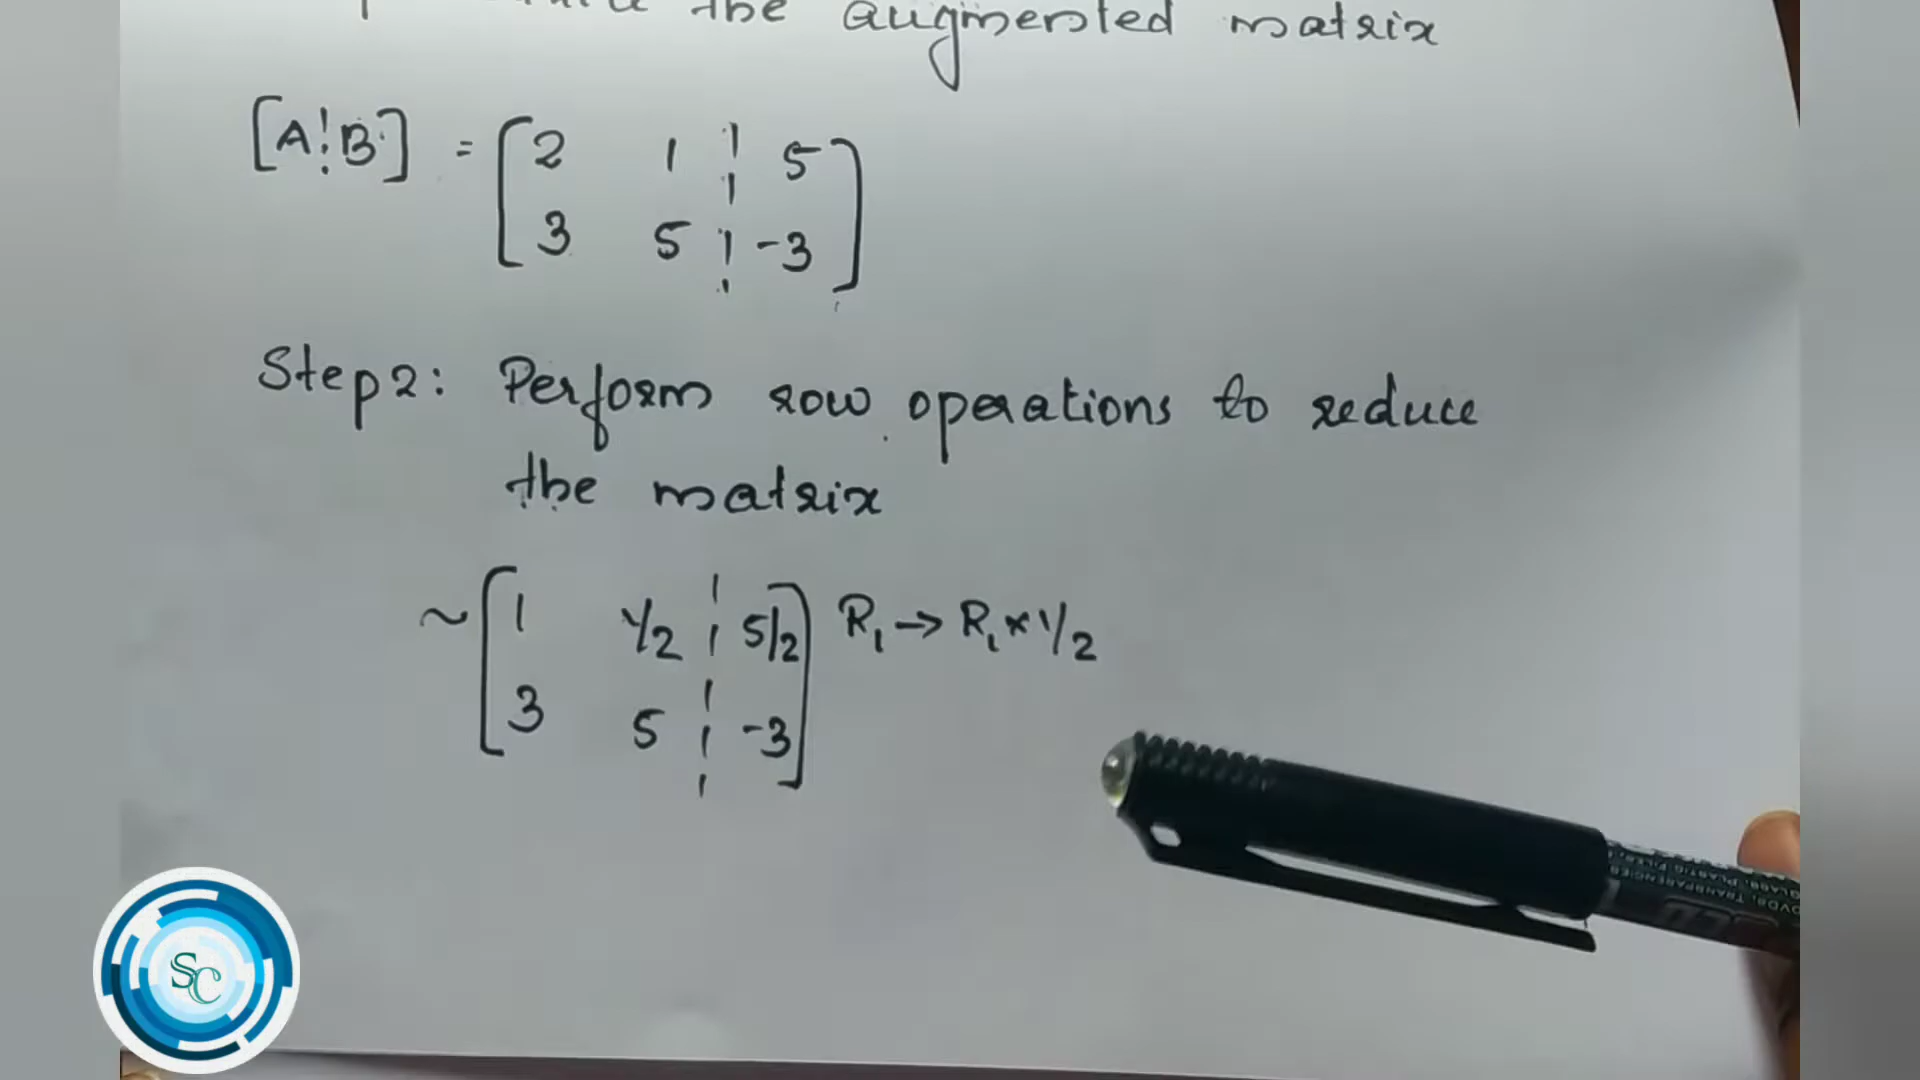 the augmented matrix
[A¦B] = [2 1 ¦ 5
3 5 ¦ -3]
Step2: Perform row operations to reduce
the matrix
~ [1 1/2 ¦ 5/2] R₁ → R₁ × 1/2
[3 5 ¦ -3]
SC